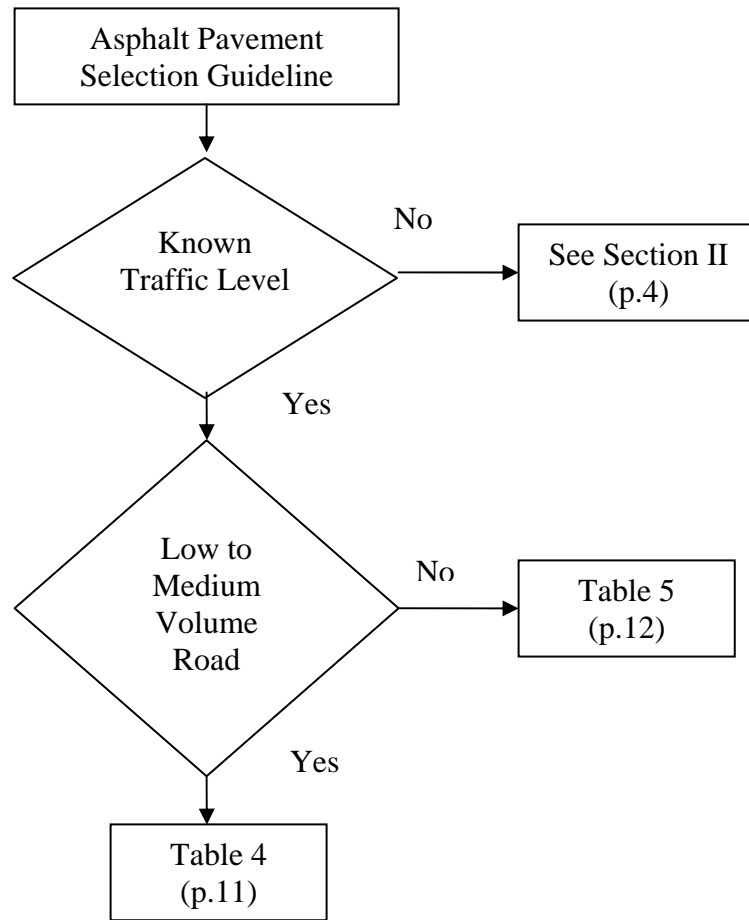 Asphalt Pavement
Selection Guideline
Known
Traffic Level
No
See Section II
(p.4)
Yes
Low to
Medium
Volume
Road
No
Table 5
(p.12)
Yes
Table 4
(p.11)